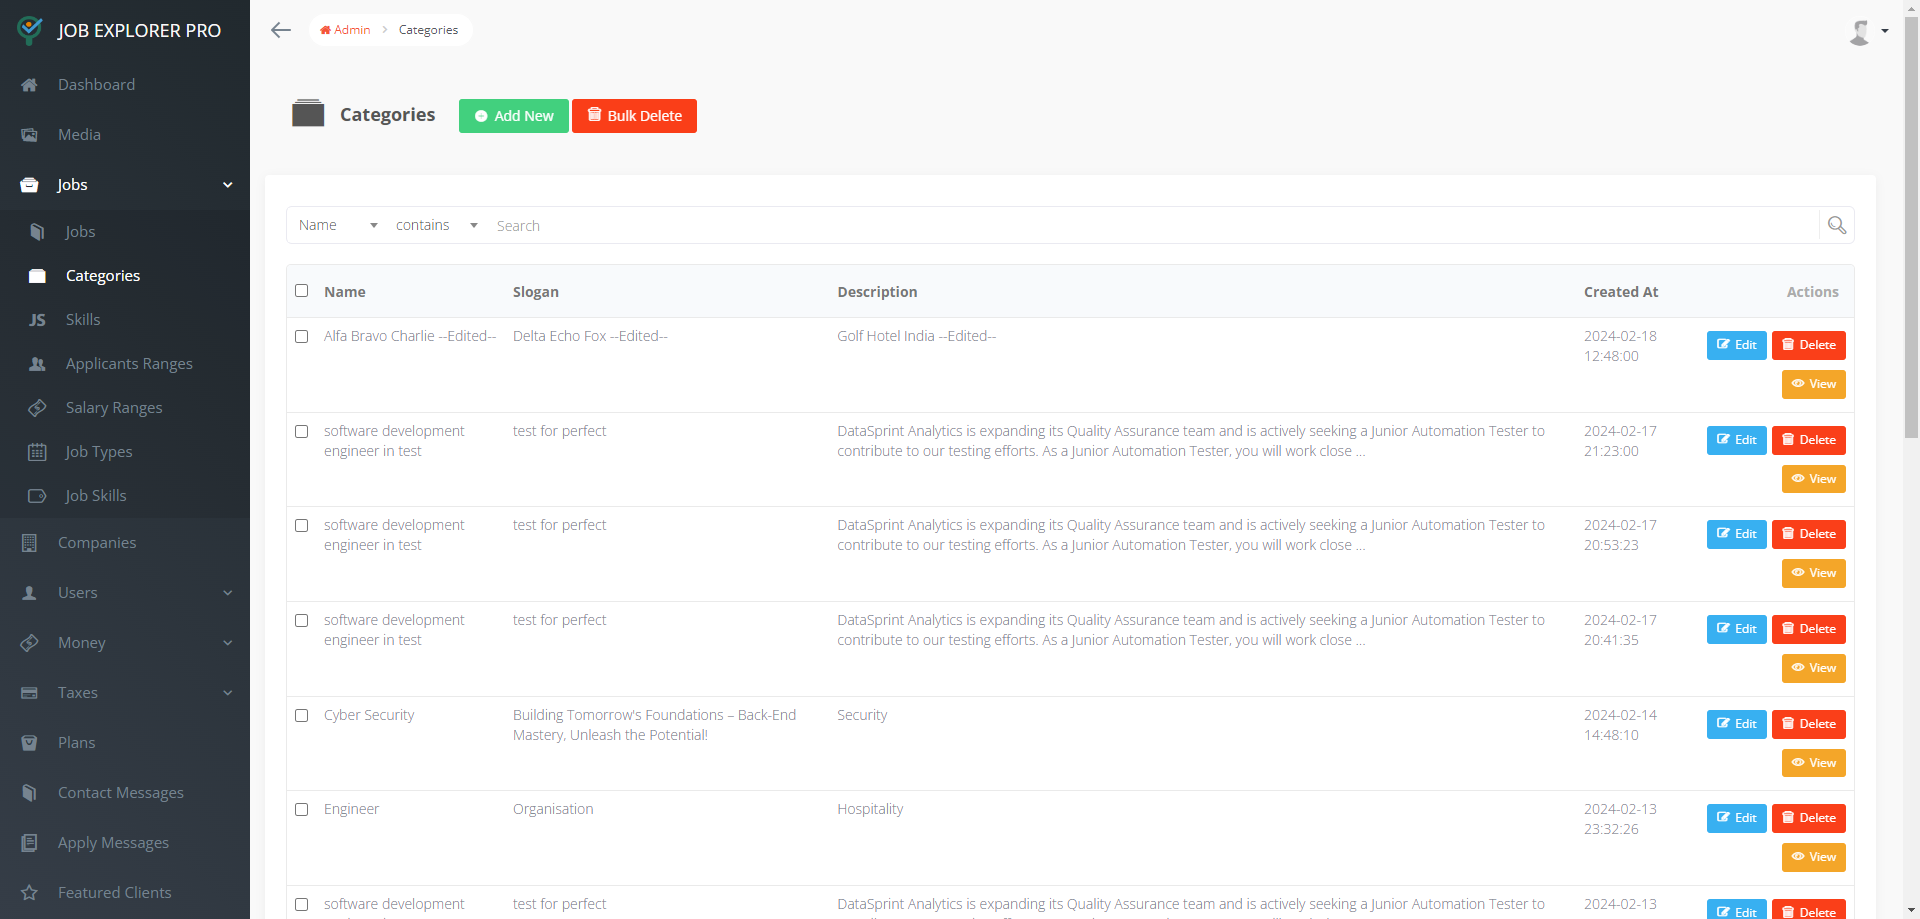 JOB EXPLORER PRO
Dashboard
Media
Jobs
Jobs
Categories
JS Skills
Applicants Ranges
Salary Ranges
Job Types
Job Skills
Companies
Users
Money
Taxes
Plans
Contact Messages
Apply Messages
Featured Clients
Admin > Categories
Categories Add New Bulk Delete
Name contains Search
Name Slogan Description Created At Actions
Alfa Bravo Charlie --Edited-- Delta Echo Fox --Edited-- Golf Hotel India --Edited-- 2024-02-18 Edit Delete
12:48:00
View
software development test for perfect DataSprint Analytics is expanding its Quality Assurance team and is actively seeking a Junior Automation Tester to 2024-02-17 Edit Delete
engineer in test contribute to our testing efforts. As a Junior Automation Tester, you will work close ... 21:23:00
View
software development test for perfect DataSprint Analytics is expanding its Quality Assurance team and is actively seeking a Junior Automation Tester to 2024-02-17 Edit Delete
engineer in test contribute to our testing efforts. As a Junior Automation Tester, you will work close ... 20:53:23
View
software development test for perfect DataSprint Analytics is expanding its Quality Assurance team and is actively seeking a Junior Automation Tester to 2024-02-17 Edit Delete
engineer in test contribute to our testing efforts. As a Junior Automation Tester, you will work close ... 20:41:35
View
Cyber Security Building Tomorrow's Foundations – Back-End Security 2024-02-14 Edit Delete
Mastery, Unleash the Potential! 14:48:10
View
Engineer Organisation Hospitality 2024-02-13 Edit Delete
23:32:26
View
software development test for perfect DataSprint Analytics is expanding its Quality Assurance team and is actively seeking a Junior Automation Tester to 2024-02-13 Edit Delete